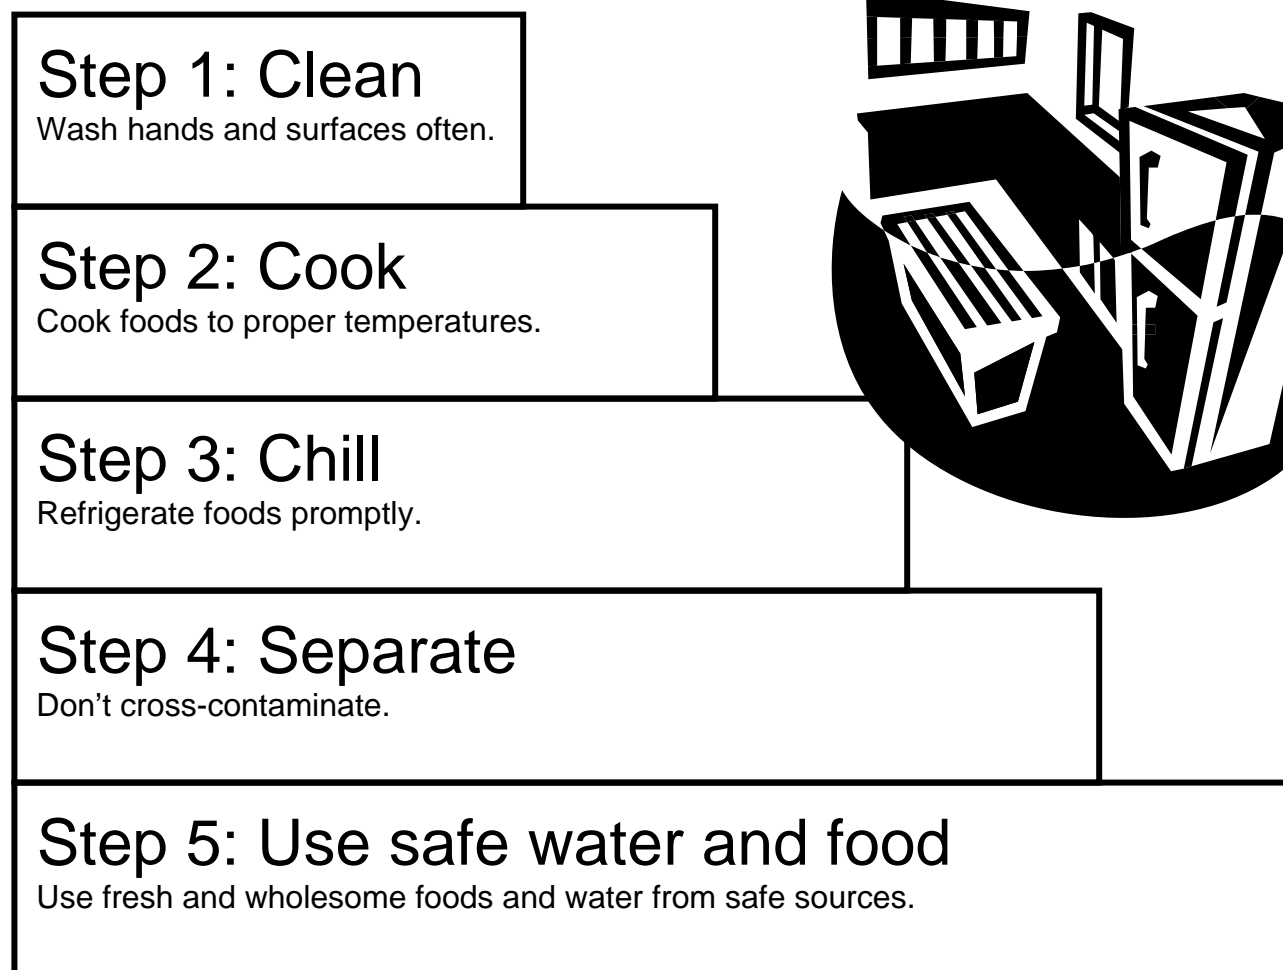 Step 1: Clean
Wash hands and surfaces often.
Step 2: Cook
Cook foods to proper temperatures.
Step 3: Chill
Refrigerate foods promptly.
Step 4: Separate
Don’t cross-contaminate.
Step 5: Use safe water and food
Use fresh and wholesome foods and water from safe sources.